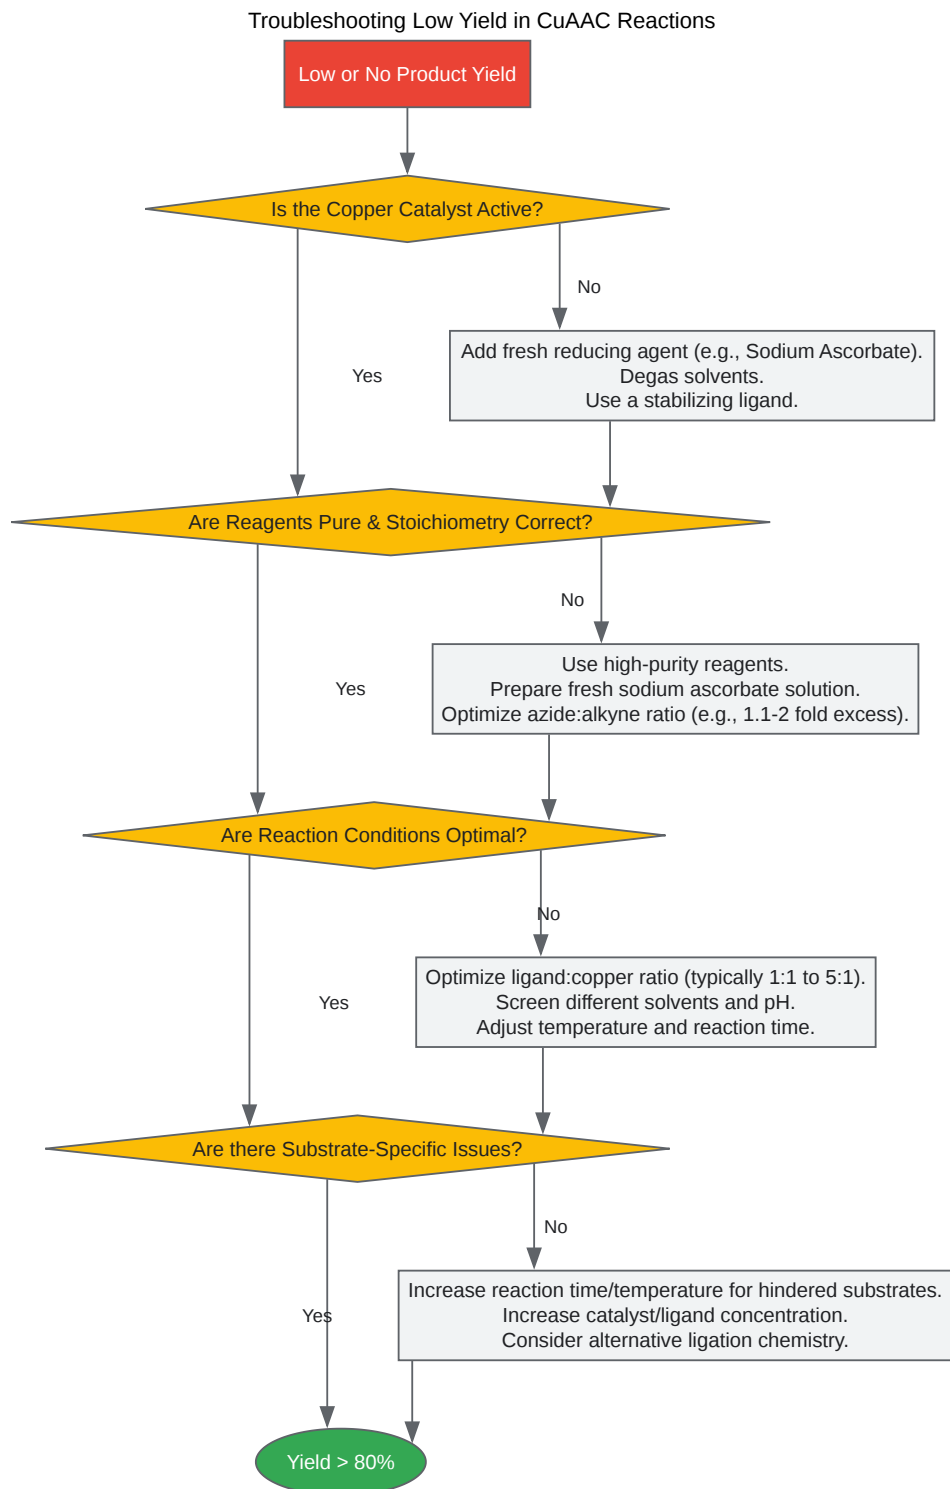 Troubleshooting Low Yield in CuAAC Reactions
Low or No Product Yield
Is the Copper Catalyst Active?
No
Add fresh reducing agent (e.g., Sodium Ascorbate).
Degas solvents.
Use a stabilizing ligand.
Yes
Are Reagents Pure & Stoichiometry Correct?
No
Use high-purity reagents.
Prepare fresh sodium ascorbate solution.
Optimize azide:alkyne ratio (e.g., 1.1-2 fold excess).
Yes
Are Reaction Conditions Optimal?
No
Optimize ligand:copper ratio (typically 1:1 to 5:1).
Screen different solvents and pH.
Adjust temperature and reaction time.
Yes
Are there Substrate-Specific Issues?
No
Increase reaction time/temperature for hindered substrates.
Increase catalyst/ligand concentration.
Consider alternative ligation chemistry.
Yes
Yield > 80%